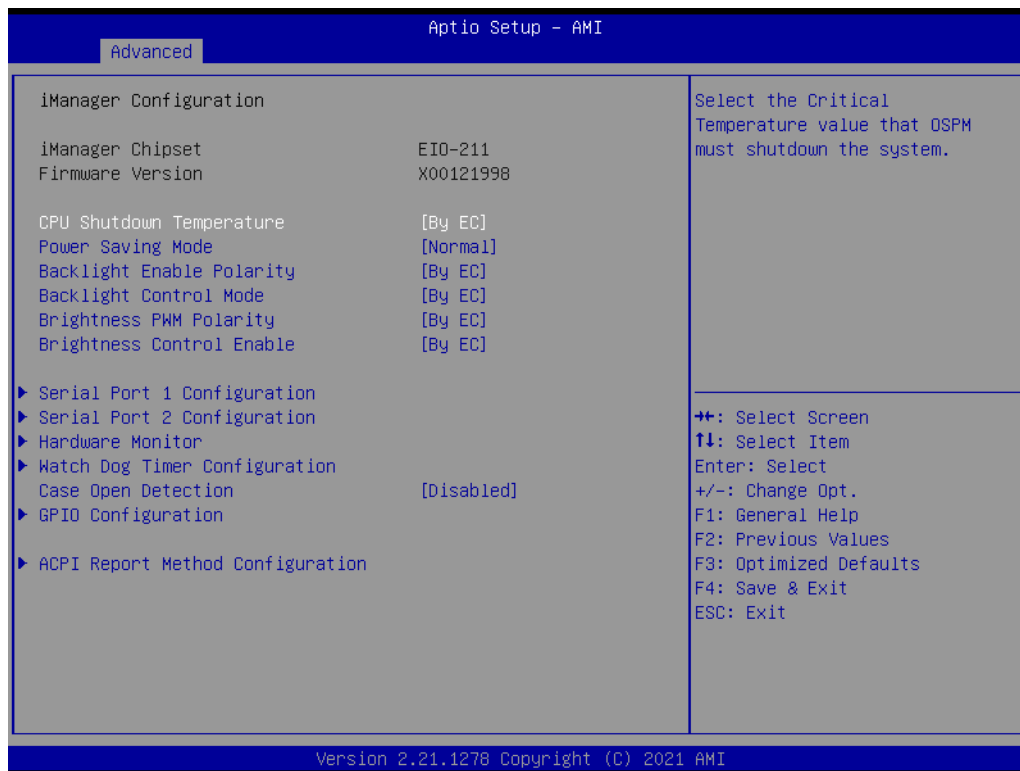 Aptio Setup – AMI
Advanced
iManager Configuration
iManager Chipset EIO-211
Firmware Version X00121998
CPU Shutdown Temperature [By EC]
Power Saving Mode [Normal]
Backlight Enable Polarity [By EC]
Backlight Control Mode [By EC]
Brightness PWM Polarity [By EC]
Brightness Control Enable [By EC]
Serial Port 1 Configuration
Serial Port 2 Configuration
Hardware Monitor
Watch Dog Timer Configuration
Case Open Detection [Disabled]
GPIO Configuration
ACPI Report Method Configuration
Select the Critical
Temperature value that OSPM
must shutdown the system.
→←: Select Screen
↑↓: Select Item
Enter: Select
+/-: Change Opt.
F1: General Help
F2: Previous Values
F3: Optimized Defaults
F4: Save & Exit
ESC: Exit
Version 2.21.1278 Copyright (C) 2021 AMI